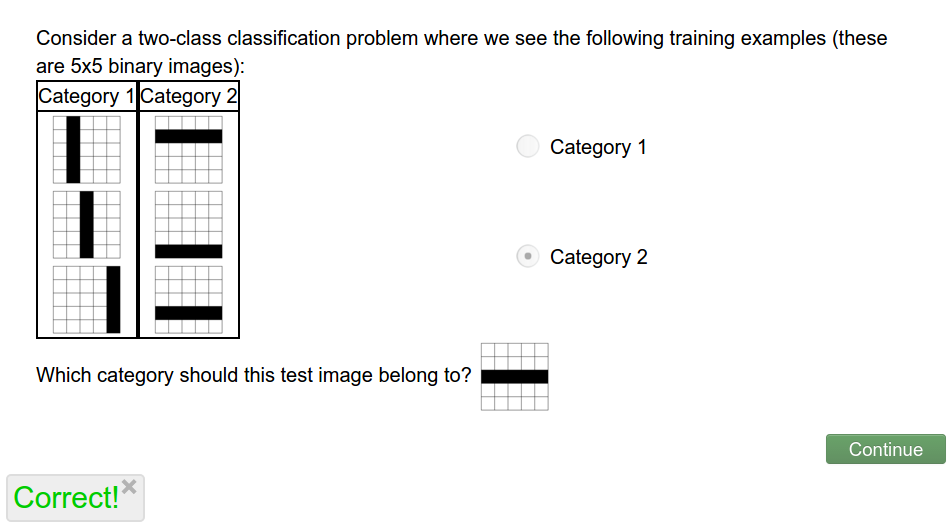 Consider a two-class classification problem where we see the following training examples (these
are 5x5 binary images):
Category 1 Category 2
Category 1
Category 2
Which category should this test image belong to?
Continue
Correct!